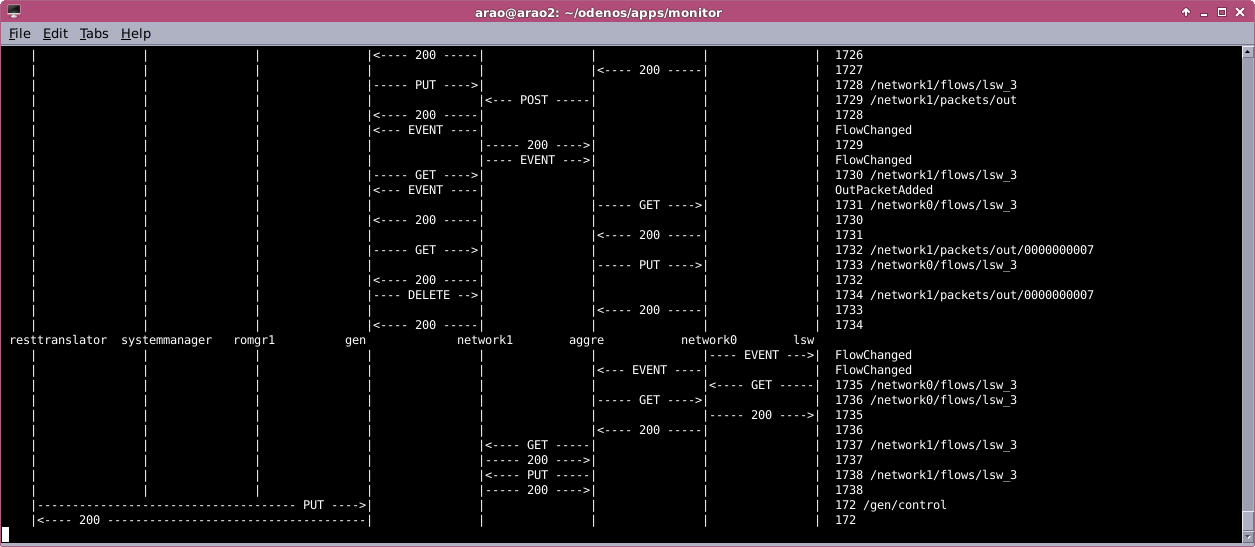 arao@arao2: ~/odenos/apps/monitor
File Edit Tabs Help
| | | |<---- 200 -----| | | | 1726
| | | | | |<---- 200 -----| | 1727
| | | |----- PUT ---->| | | | 1728 /network1/flows/lsw_3
| | | | |<--- POST -----| | | 1729 /network1/packets/out
| | | |<---- 200 -----| | | | 1728
| | | |<--- EVENT ----| | | | FlowChanged
| | | | |----- 200 ---->| | | 1729
| | | | |---- EVENT --->| | | FlowChanged
| | | |----- GET ---->| | | | 1730 /network1/flows/lsw_3
| | | |<--- EVENT ----| | | | OutPacketAdded
| | | | | |----- GET ---->| | 1731 /network0/flows/lsw_3
| | | |<---- 200 -----| | | | 1730
| | | | | |<---- 200 -----| | 1731
| | | |----- GET ---->| | | | 1732 /network1/packets/out/0000000007
| | | | | |----- PUT ---->| | 1733 /network0/flows/lsw_3
| | | |<---- 200 -----| | | | 1732
| | | |---- DELETE -->| | | | 1734 /network1/packets/out/0000000007
| | | | | |<---- 200 -----| | 1733
| | | |<---- 200 -----| | | | 1734
resttranslator systemmanager romgr1 gen network1 aggre network0 lsw
| | | | | | |---- EVENT --->| FlowChanged
| | | | | |<--- EVENT ----| | FlowChanged
| | | | | | |<---- GET -----| 1735 /network0/flows/lsw_3
| | | | | |----- GET ---->| | 1736 /network0/flows/lsw_3
| | | | | | |----- 200 ---->| 1735
| | | | | |<---- 200 -----| | 1736
| | | | |<---- GET -----| | | 1737 /network1/flows/lsw_3
| | | | |----- 200 ---->| | | 1737
| | | | |<---- PUT -----| | | 1738 /network1/flows/lsw_3
| | | | |----- 200 ---->| | | 1738
|------------------------------------- PUT ---->| | | | | 172 /gen/control
|<---- 200 -------------------------------------| | | | | 172